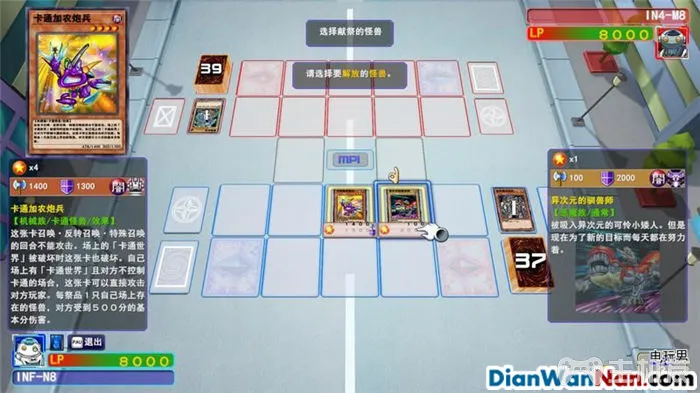 卡通加农炮兵
选择献祭的怪兽
请选择要解放的怪兽。
IN4-M8
LP 8000
39
MP1
x4
1400 1300
卡通加农炮兵
【机械族/卡通怪兽/效果】
这张卡召唤·反转召唤·特殊召唤
的回合不能攻击。场上的「卡通世
界」被破坏时这张卡也破坏。自己
场上有「卡通世界」且对方不控制
卡通的场合，这张卡可以直接攻击
对方玩家。每祭品1只自己场上存
在的怪兽，对方受到500分的基
本分伤害。
x1
100 2000
异次元的驯兽师
被吸入异次元的可怜小矮人。但是
现在为了新的目标而每天都在努力
着。
37
退出
LP 8000
INF-N8
电玩男
DianWanNan.com